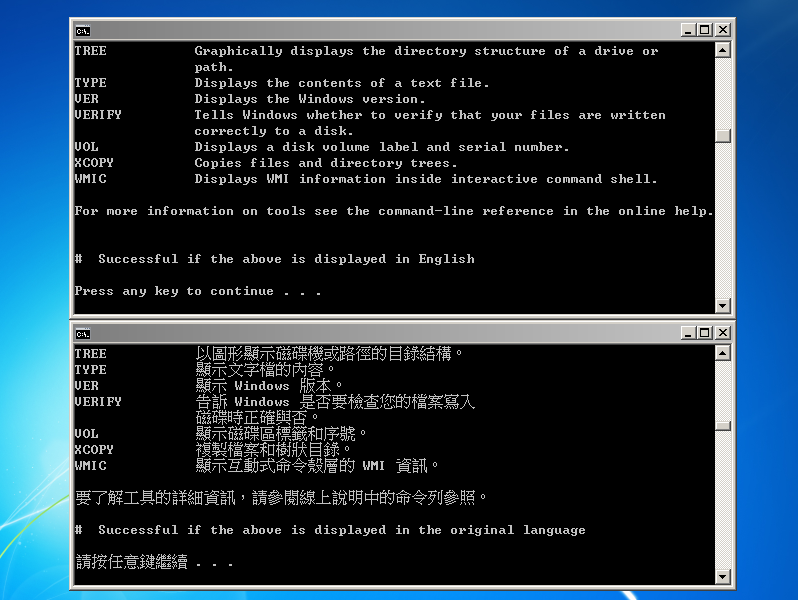 C:\.
TREE Graphically displays the directory structure of a drive or
path.
TYPE Displays the contents of a text file.
VER Displays the Windows version.
VERIFY Tells Windows whether to verify that your files are written
correctly to a disk.
VOL Displays a disk volume label and serial number.
XCOPY Copies files and directory trees.
WMIC Displays WMI information inside interactive command shell.
For more information on tools see the command-line reference in the online help.
# Successful if the above is displayed in English
Press any key to continue . . .
C:\.
TREE 以圖形顯示磁碟機或路徑的目錄結構。
TYPE 顯示文字檔的內容。
VER 顯示 Windows 版本。
VERIFY 告訴 Windows 是否要檢查您的檔案寫入
磁碟時正確與否。
VOL 顯示磁碟區標籤和序號。
XCOPY 複製檔案和樹狀目錄。
WMIC 顯示互動式命令殼層的 WMI 資訊。
要了解工具的詳細資訊，請參閱線上說明中的命令列參照。
# Successful if the above is displayed in the original language
請按任意鍵繼續 . . .